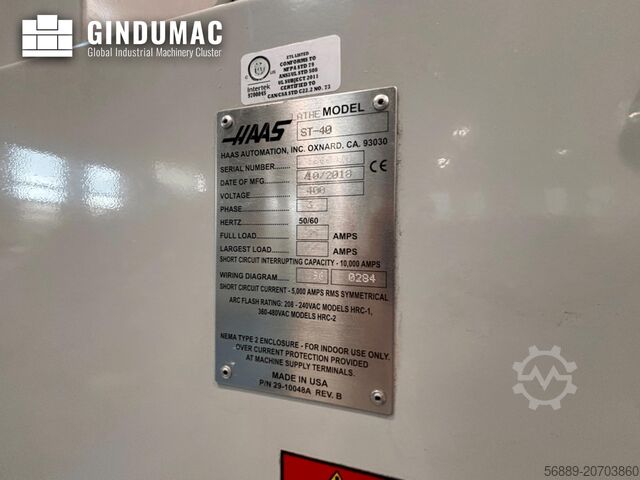 GINDUMAC
Global Industrial Machinery Cluster
ETL LISTED
CONFORMS TO
NFPA STD 79
ANSI/UL STD 508
UL SUBJECT 2011
CERTIFIED TO
CAN/CSA STD C22.2 NO. 73
C US
Intertek
9700845
HAAS
LATHE MODEL
ST-40
HAAS AUTOMATION, INC. OXNARD, CA. 93030
SERIAL NUMBER
DATE OF MFG. 10/2010
VOLTAGE 400
PHASE 3
HERTZ 50/60
FULL LOAD AMPS
LARGEST LOAD AMPS
SHORT CIRCUIT INTERRUPTING CAPACITY - 10,000 AMPS
WIRING DIAGRAM 0284
SHORT CIRCUIT CURRENT - 5,000 AMPS RMS SYMMETRICAL
ARC FLASH RATING: 208 - 240VAC MODELS HRC-1,
360-480VAC MODELS HRC-2
NEMA TYPE 2 ENCLOSURE - FOR INDOOR USE ONLY.
OVER CURRENT PROTECTION PROVIDED
AT MACHINE SUPPLY TERMINALS.
MADE IN USA
P/N 29-10048A REV. B
56889-20703860